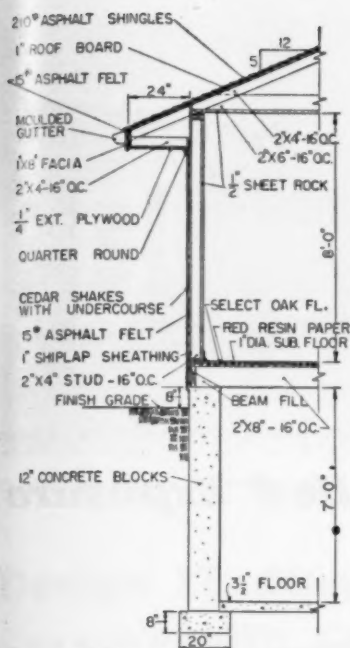 210# ASPHALT SHINGLES
1" ROOF BOARD
12
5
15# ASPHALT FELT
24"
MOULDED
GUTTER
2"X4"-16"O.C.
2"X6"-16"O.C.
1"X8" FACIA
2"X4"-16"O.C.
1/2" SHEET ROCK
1/4" EXT. PLYWOOD
QUARTER ROUND
8'-0"
CEDAR SHAKES
WITH UNDERCOURSE
SELECT OAK FL.
15# ASPHALT FELT
RED RESIN PAPER
1" DIA. SUB. FLOOR
1" SHIPLAP SHEATHING
2"X4" STUD - 16"O.C.
8"
FINISH GRADE
BEAM FILL
2"X8" - 16"O.C.
12" CONCRETE BLOCKS
7'-0"
3 1/2" FLOOR
8"
20"